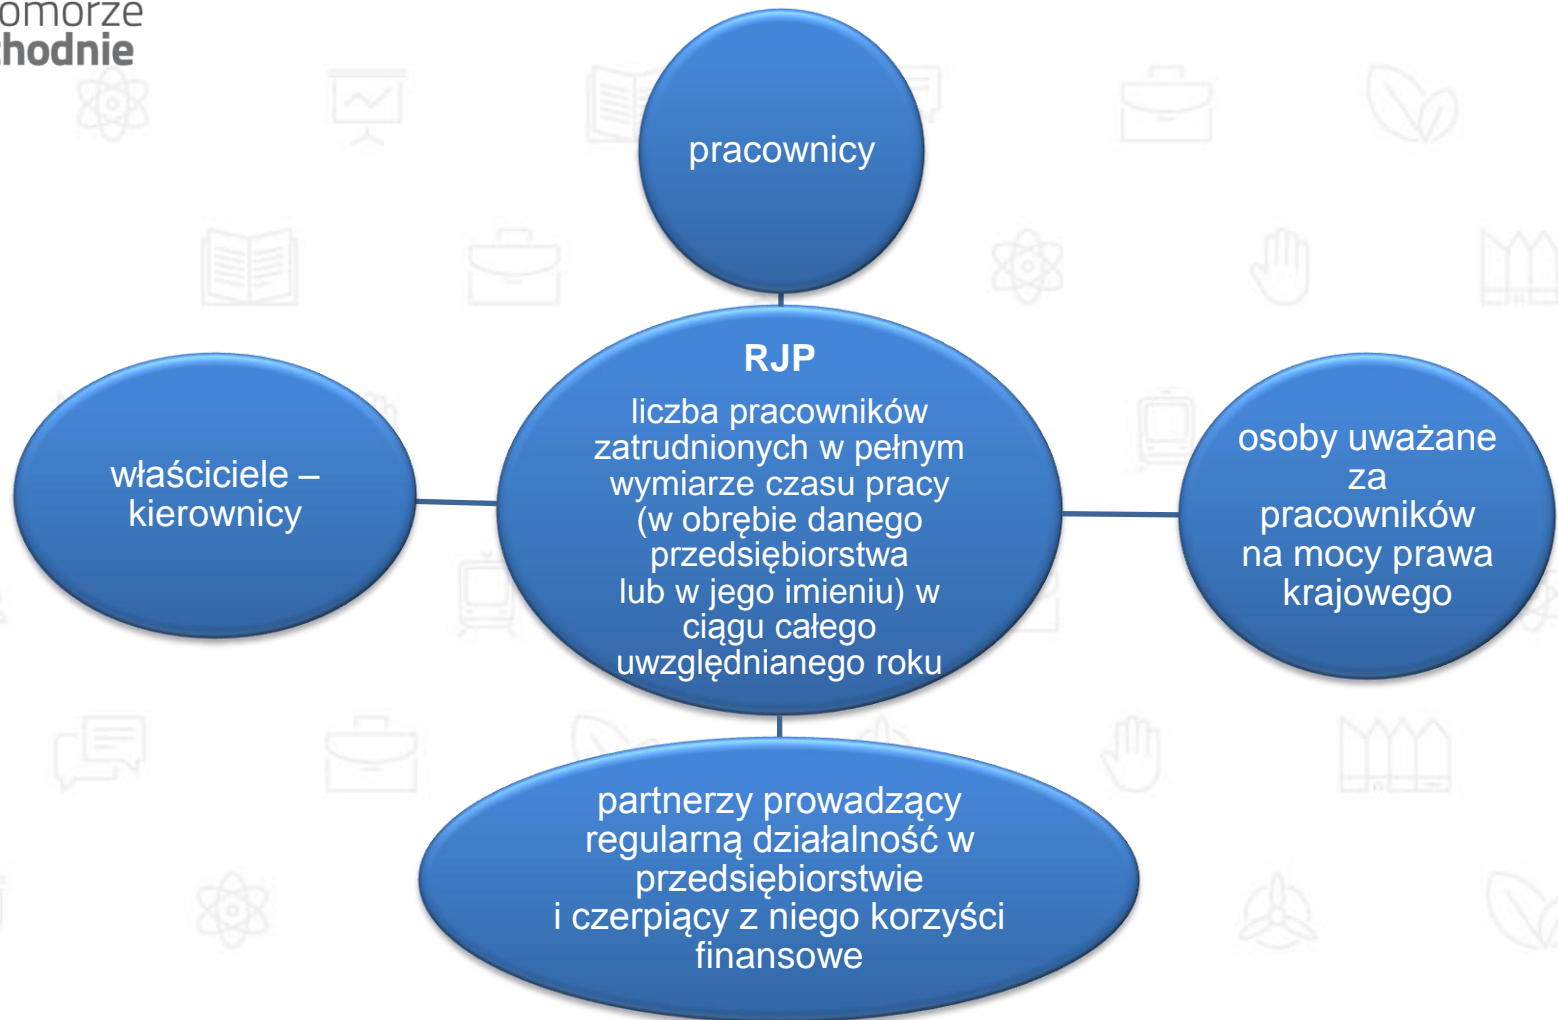 omorze
hodnie
pracownicy
RJP
liczba pracowników
zatrudnionych w pełnym
wymiarze czasu pracy
(w obrębie danego
przedsiębiorstwa
lub w jego imieniu) w
ciągu całego
uwzględnianego roku
właściciele –
kierownicy
osoby uważane
za
pracowników
na mocy prawa
krajowego
partnerzy prowadzący
regularną działalność w
przedsiębiorstwie
i czerpiący z niego korzyści
finansowe